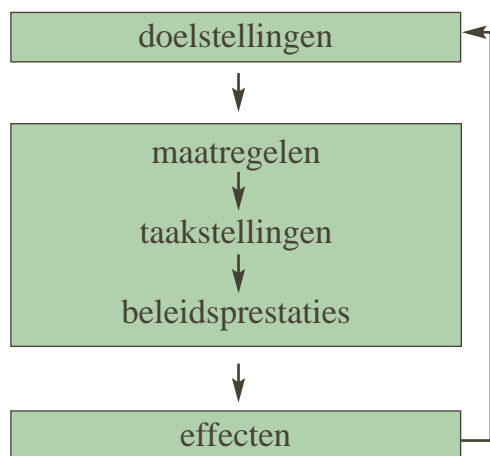 doelstellingen
maatregelen
taakstellingen
beleidsprestaties
effecten